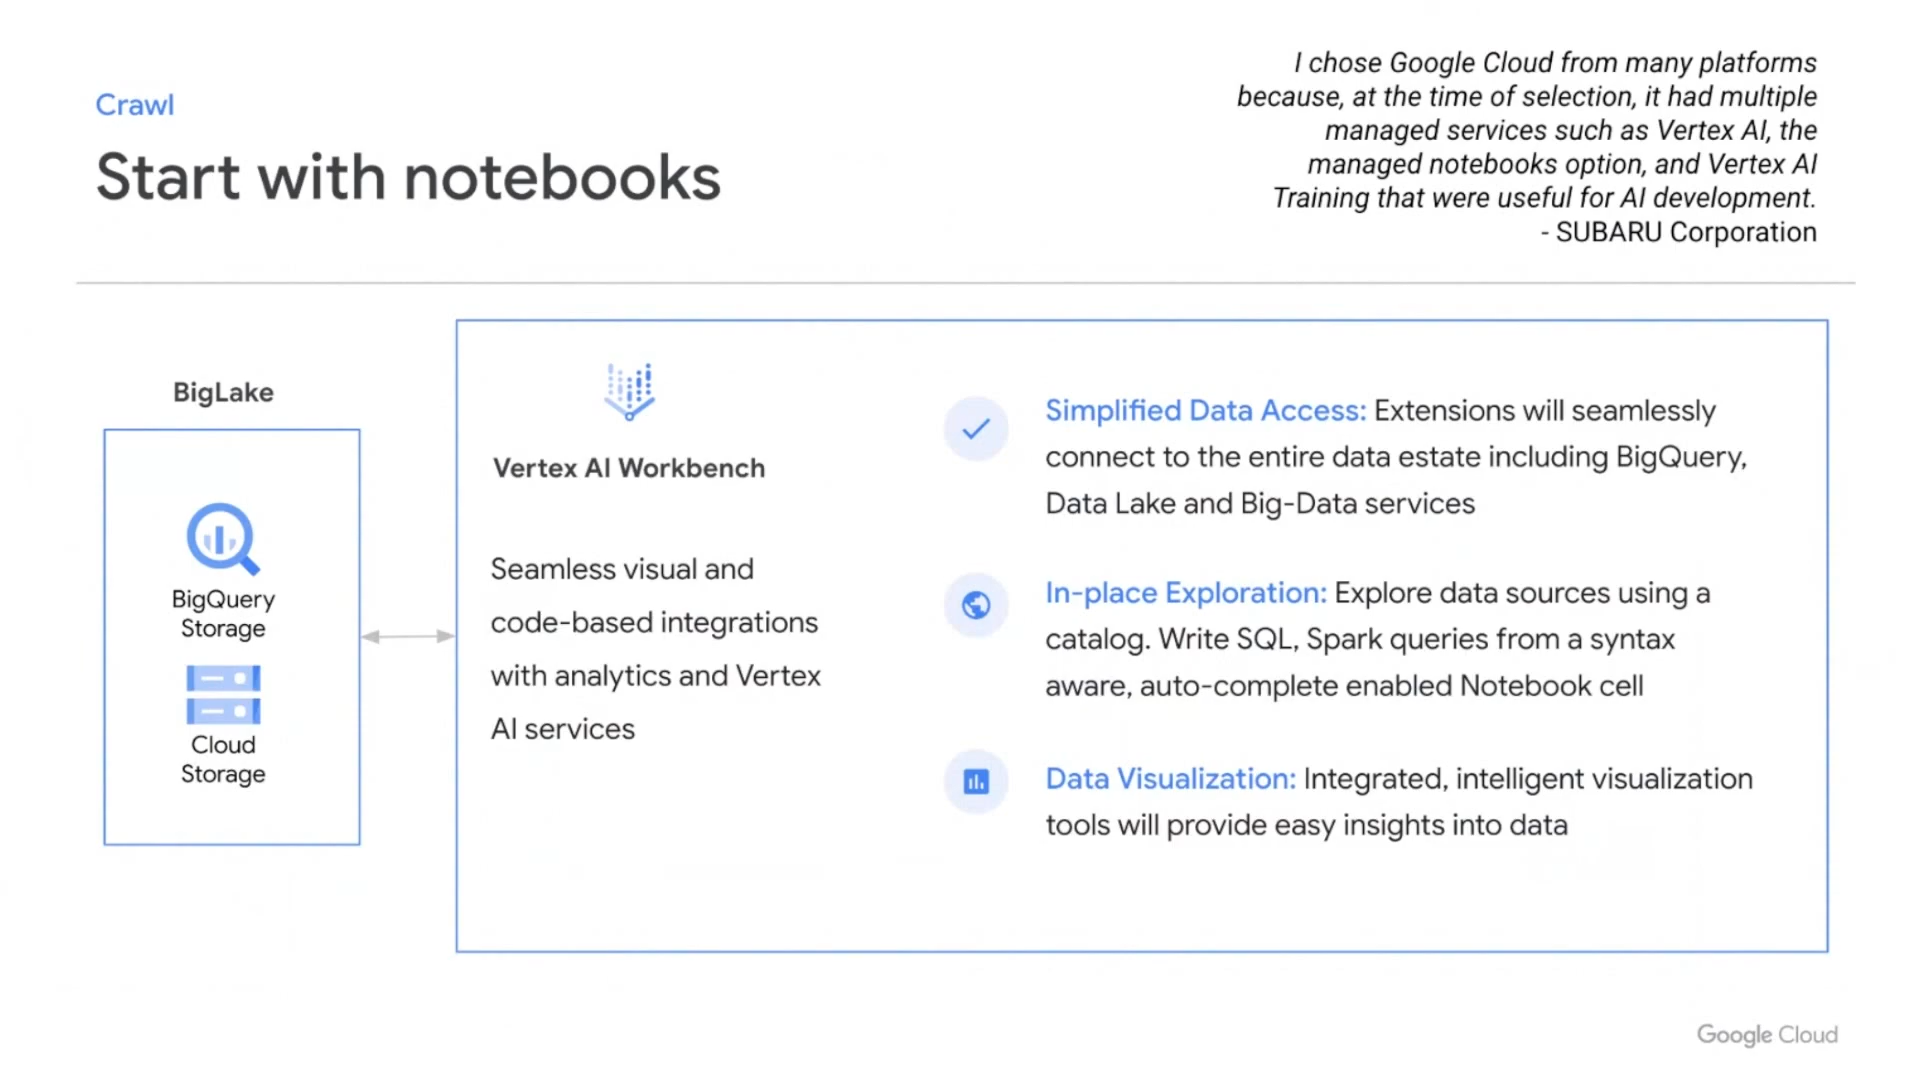 Crawl
Start with notebooks
I chose Google Cloud from many platforms
because, at the time of selection, it had multiple
managed services such as Vertex AI, the
managed notebooks option, and Vertex AI
Training that were useful for AI development.
- SUBARU Corporation
BigLake
BigQuery
Storage
Cloud
Storage
Vertex AI Workbench
Seamless visual and
code-based integrations
with analytics and Vertex
AI services
Simplified Data Access: Extensions will seamlessly
connect to the entire data estate including BigQuery,
Data Lake and Big-Data services
In-place Exploration: Explore data sources using a
catalog. Write SQL, Spark queries from a syntax
aware, auto-complete enabled Notebook cell
Data Visualization: Integrated, intelligent visualization
tools will provide easy insights into data
Google Cloud